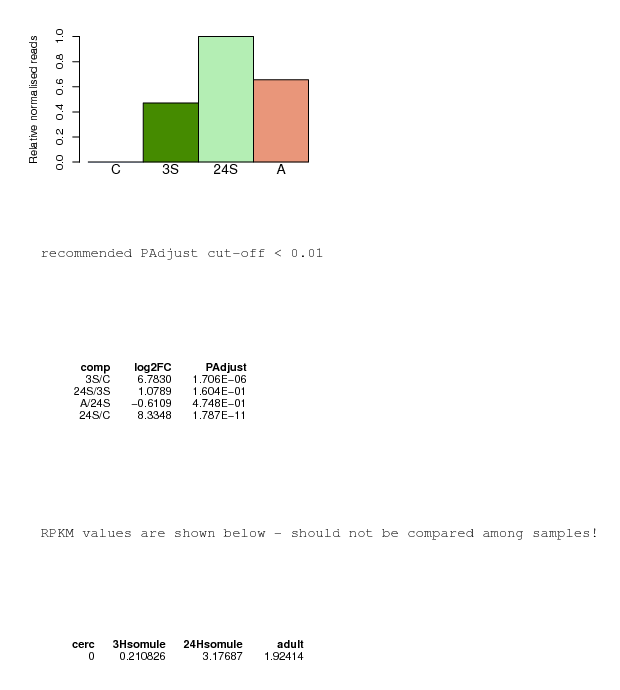 Relative normalised reads
1.0
0.8
0.6
0.4
0.2
0.0
C 3S 24S A
recommended PAdjust cut-off < 0.01
comp log2FC PAdjust
3S/C 6.7830 1.706E-06
24S/3S 1.0789 1.604E-01
A/24S -0.6109 4.748E-01
24S/C 8.3348 1.787E-11
RPKM values are shown below - should not be compared among samples!
cerc 3Hsomule 24Hsomule adult
0 0.210826 3.17687 1.92414